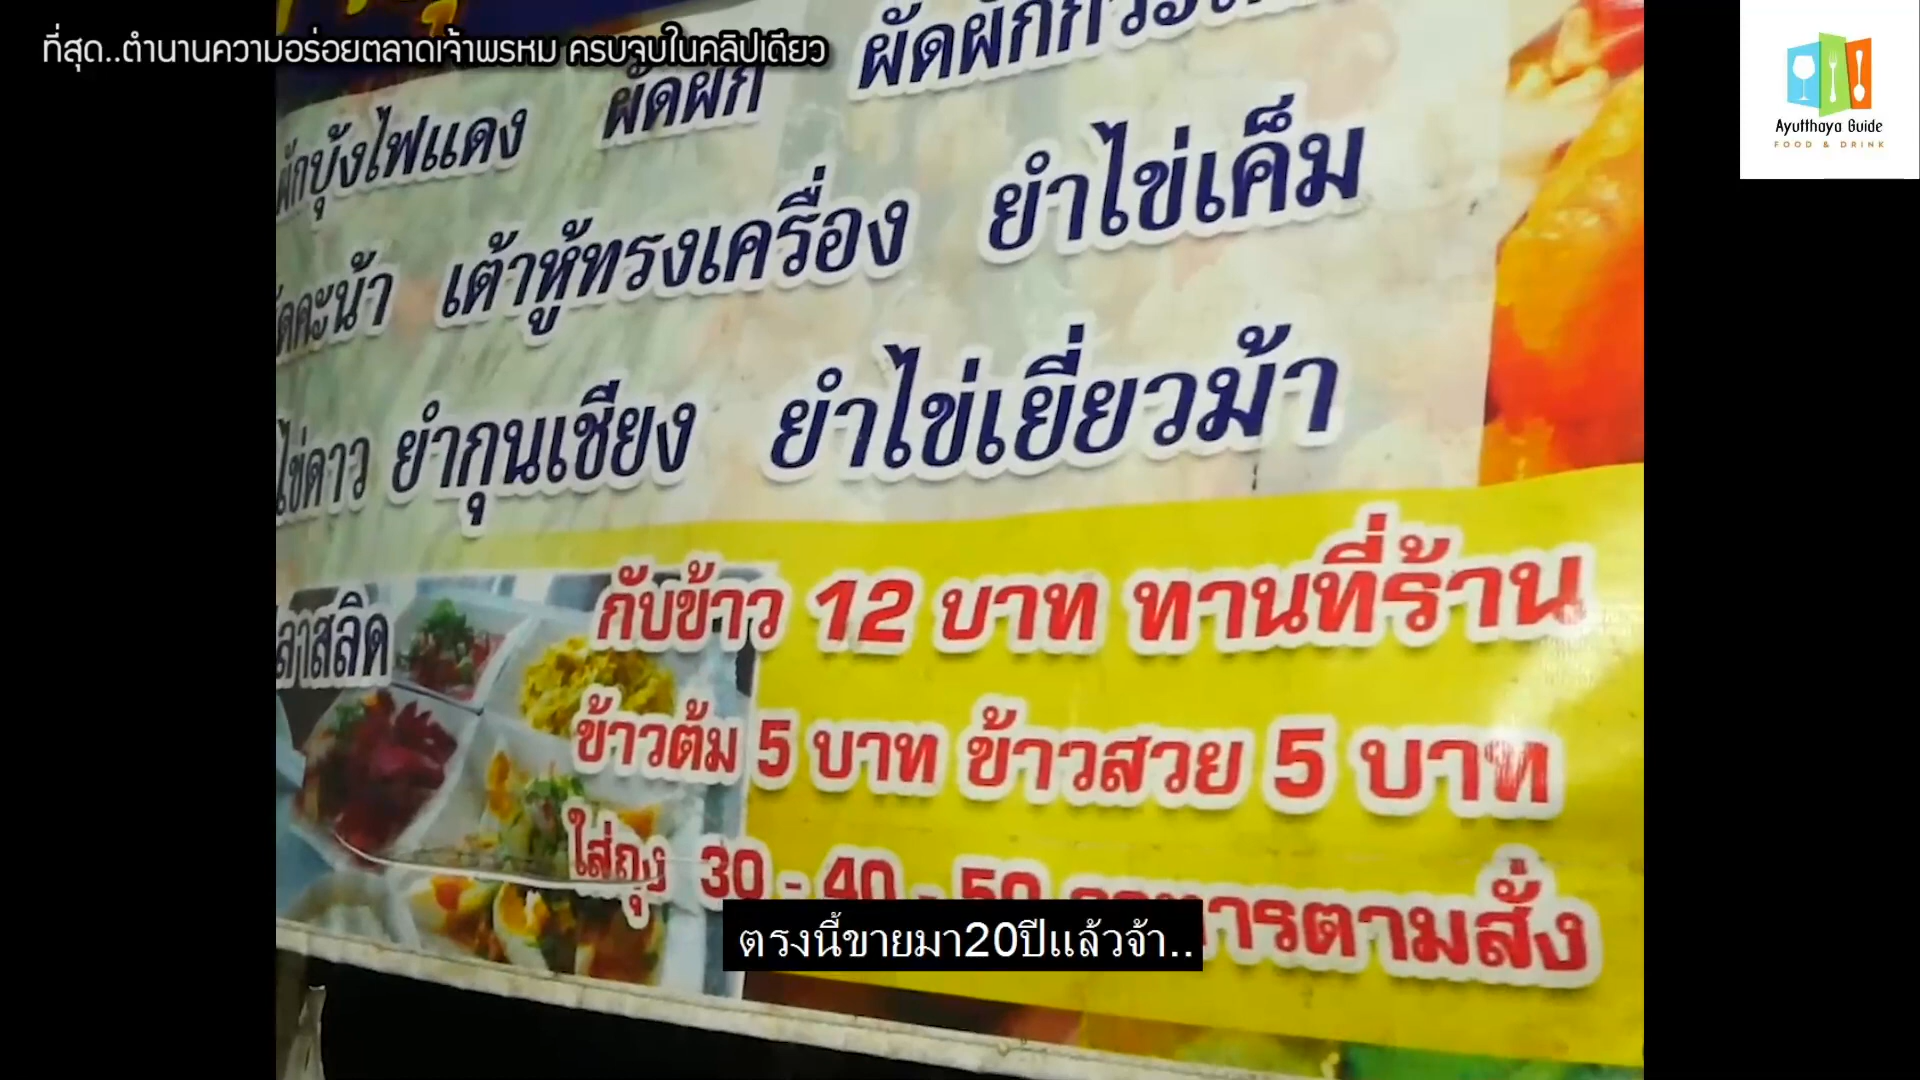 ที่สุด..ตำนานความอร่อยตลาดเจ้าพรหม ครบจบในคลิปเดียว
Ayutthaya Guide
FOOD & DRINK
ผักบุ้งไฟแดง ผัดผัก
คะน้า เต้าหู้ทรงเครื่อง ยำไข่เค็ม
ไข่ดาว ยำกุนเชียง ยำไข่เยี่ยวม้า
ลาสลิด
กับข้าว 12 บาท ทานที่ร้าน
ข้าวต้ม 5 บาท ข้าวสวย 5 บาท
ใส่ถุง 30 - 40 - 50 ารตามสั่ง
ตรงนี้ขายมา20ปีแล้วจ้า..